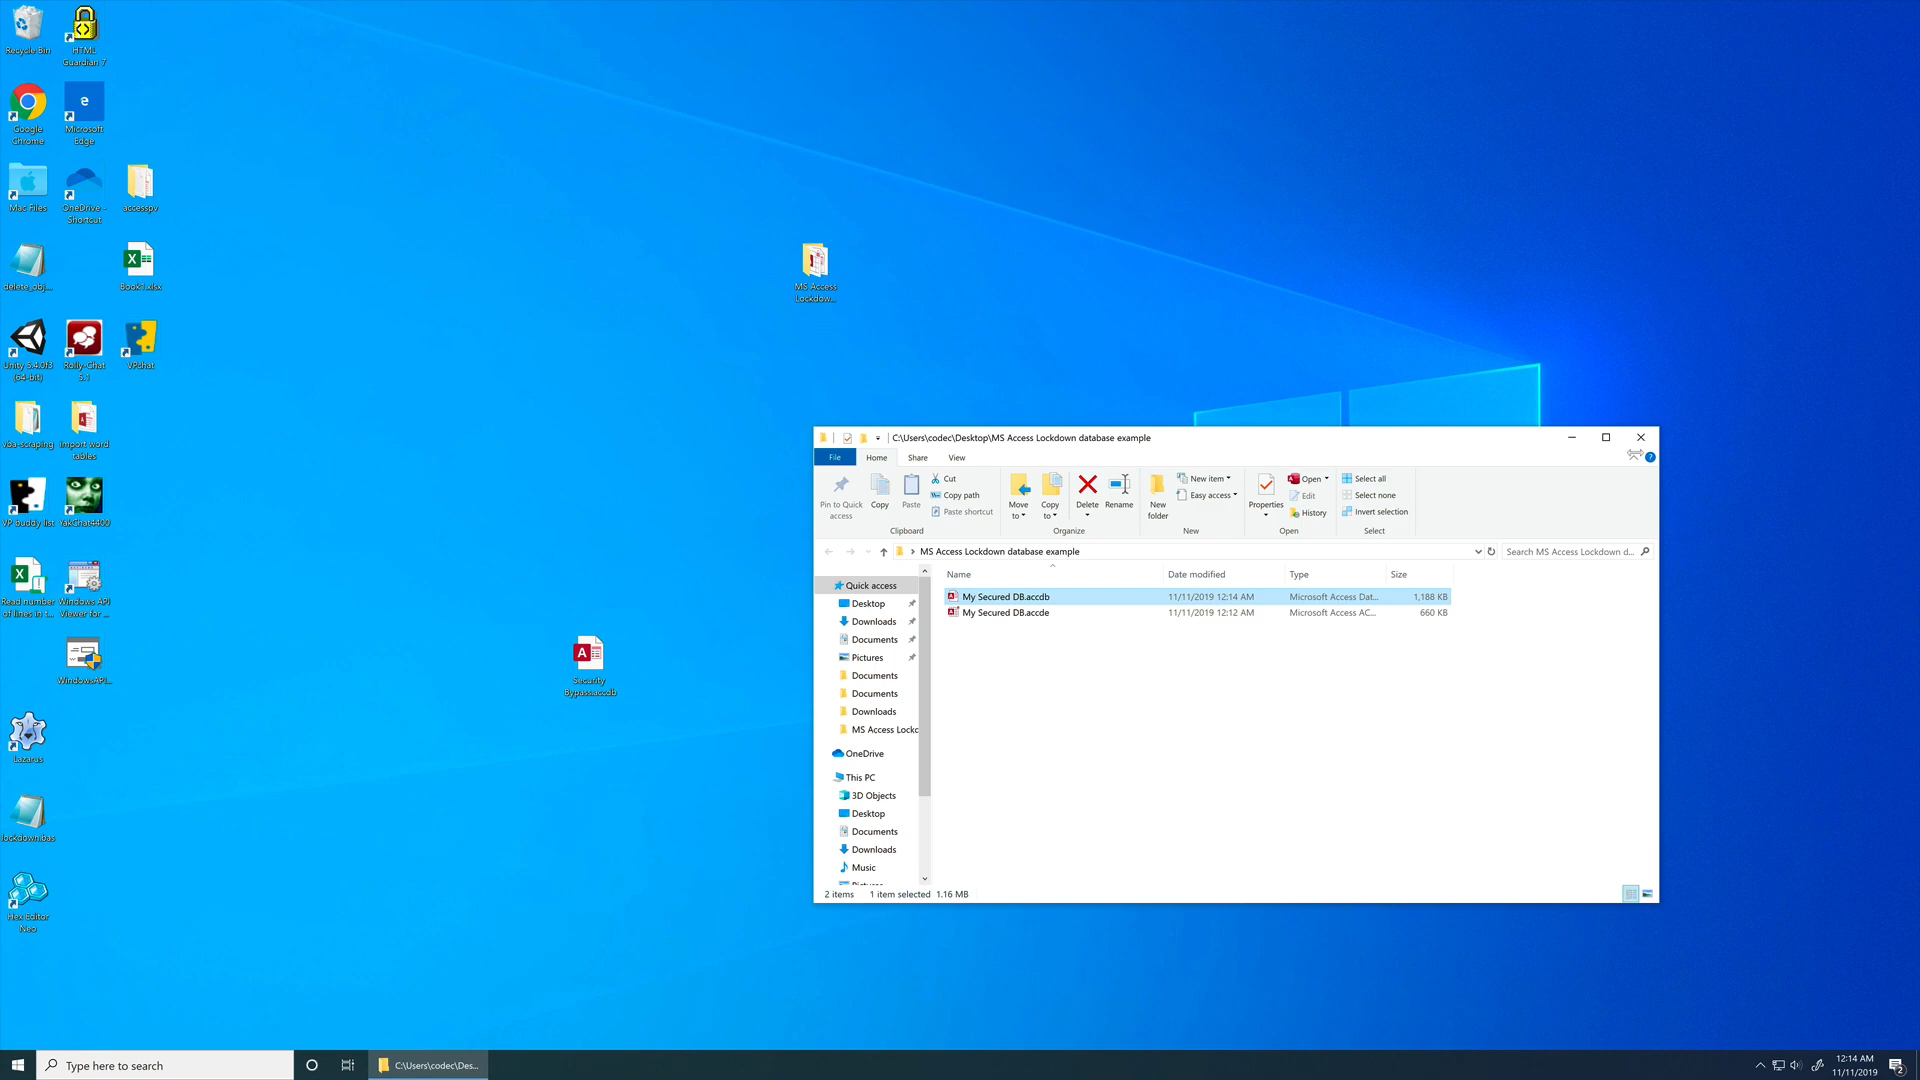 Recycle Bin
HTML
Guardian 7
Google
Chrome
Microsoft
Edge
Mac Files
OneDrive -
Shortcut
accesspv
delete_obj...
Book1.xlsx
MS Access
Lockdow...
Unity 5.4.0f3
(64-bit)
Rolly-Chat
5.1
VPchat
vba-scraping
import word
tables
VP buddy list
YakChat4400
Read number
of lines in t...
Windows API
Viewer for ...
WindowsAPI...
Security
Bypass.accdb
Lazarus
lockdown.bas
Hex Editor
Neo
C:\Users\codec\Desktop\MS Access Lockdown database example
File Home Share View
Pin to Quick
access
Copy
Paste
Cut
Copy path
Paste shortcut
Clipboard
Move
to
Copy
to
Delete
Rename
Organize
New
folder
New item
Easy access
New
Properties
Open
Edit
History
Open
Select all
Select none
Invert selection
Select
MS Access Lockdown database example
Search MS Access Lockdown d...
Quick access
Desktop
Downloads
Documents
Pictures
Documents
Documents
Downloads
MS Access Lockc
OneDrive
This PC
3D Objects
Desktop
Documents
Downloads
Music
Pictures
Name Date modified Type Size
My Secured DB.accdb 11/11/2019 12:14 AM Microsoft Access Dat... 1,188 KB
My Secured DB.accde 11/11/2019 12:12 AM Microsoft Access AC... 660 KB
2 items 1 item selected 1.16 MB
Type here to search
C:\Users\codec\Des...
12:14 AM
11/11/2019
2